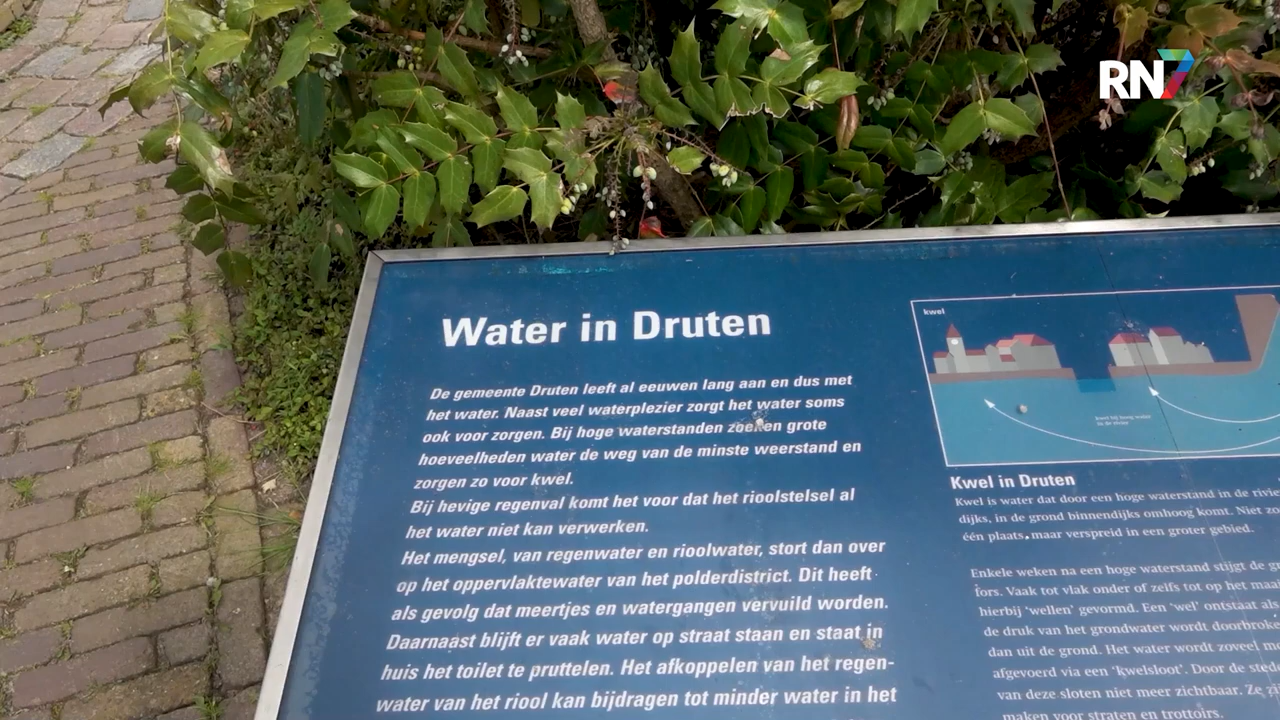 RN7
Water in Druten
De gemeente Druten leeft al eeuwen lang aan en dus met
het water. Naast veel waterplezier zorgt het water soms
ook voor zorgen. Bij hoge waterstanden zoeken grote
hoeveelheden water de weg van de minste weerstand en
zorgen zo voor kwel.
Bij hevige regenval komt het voor dat het rioolstelsel al
het water niet kan verwerken.
Het mengsel, van regenwater en rioolwater, stort dan over
op het oppervlaktewater van het polderdistrict. Dit heeft
als gevolg dat meertjes en watergangen vervuild worden.
Daarnaast blijft er vaak water op straat staan en staat in
huis het toilet te pruttelen. Het afkoppelen van het regen-
water van het riool kan bijdragen tot minder water in het
kwel
kwel bij hoog water
in de rivier
Kwel in Druten
Kwel is water dat door een hoge waterstand in de rivie
dijks, in de grond binnendijks omhoog komt. Niet zo
één plaats, maar verspreid in een groter gebied.
Enkele weken na een hoge waterstand stijgt de gr
fors. Vaak tot vlak onder of zelfs tot op het maa
hierbij 'wellen' gevormd. Een 'wel' ontstaat als
de druk van het grondwater wordt doorbroke
dan uit de grond. Het water wordt zoveel m
afgevoerd via een 'kwelsloot'. Door de stede
van deze sloten niet meer zichtbaar. Ze zi
maken voor straten en trottoirs.